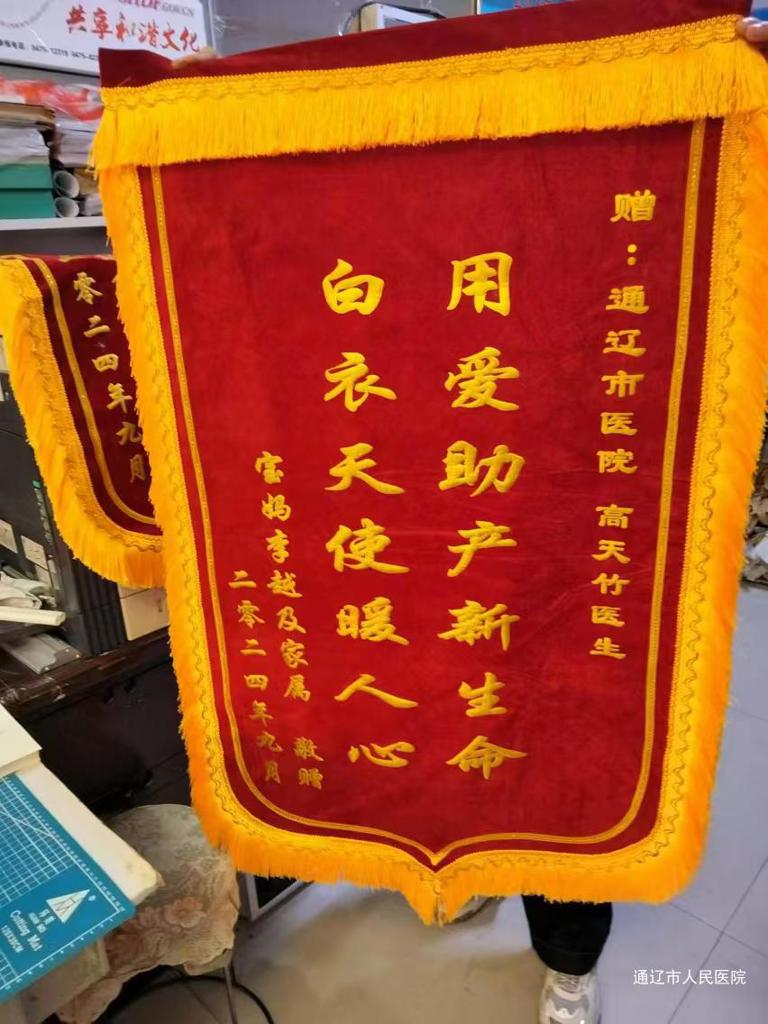 共享和谐文化
赠：通辽市医院 高天竹医生
用爱助产新生命
白衣天使暖人心
宝妈李越及家属 敬赠
二零二四年九月
零二四年九月
Cutting Mat
通辽市人民医院